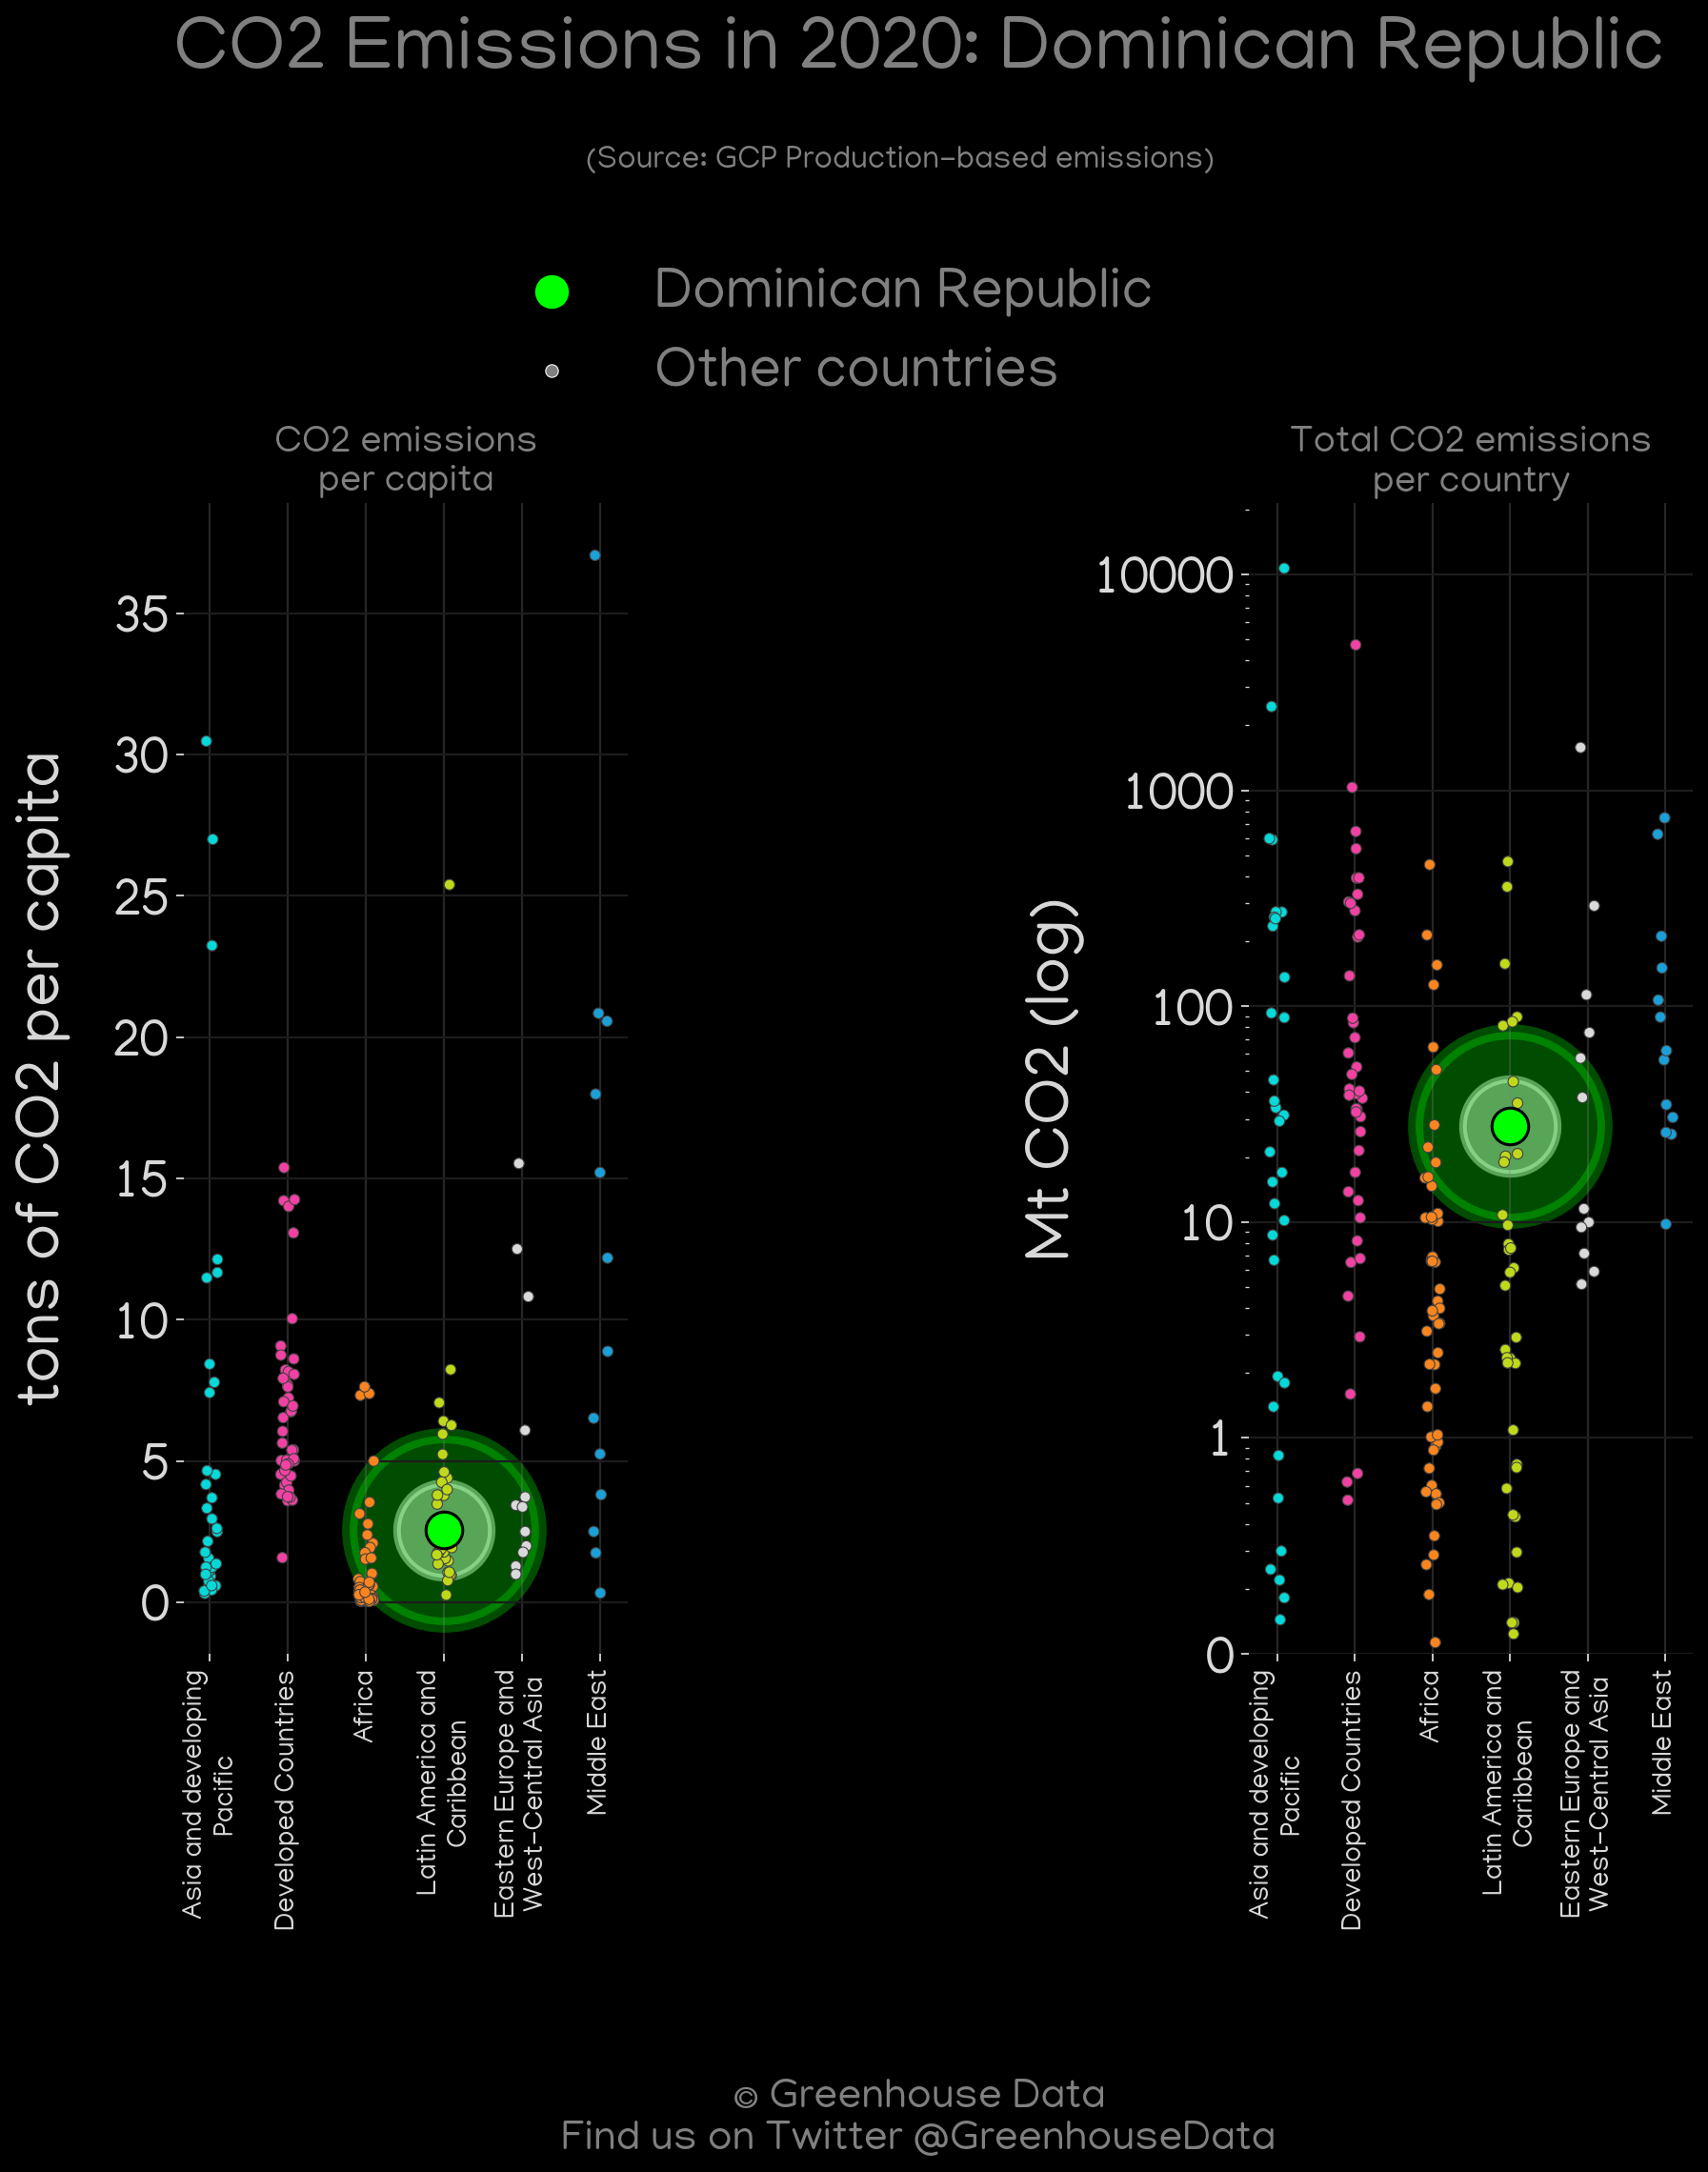 CO2 Emissions in 2020: Dominican Republic
(Source: GCP Production-based emissions)
Dominican Republic
Other countries
CO2 emissions
per capita
tons of CO2 per capita
35
30
25
20
15
10
5
0
Asia and developing
Pacific
Developed Countries
Africa
Latin America and
Caribbean
Eastern Europe and
West-Central Asia
Middle East
Total CO2 emissions
per country
Mt CO2 (log)
10000
1000
100
10
1
0
Asia and developing
Pacific
Developed Countries
Africa
Latin America and
Caribbean
Eastern Europe and
West-Central Asia
Middle East
© Greenhouse Data
Find us on Twitter @GreenhouseData